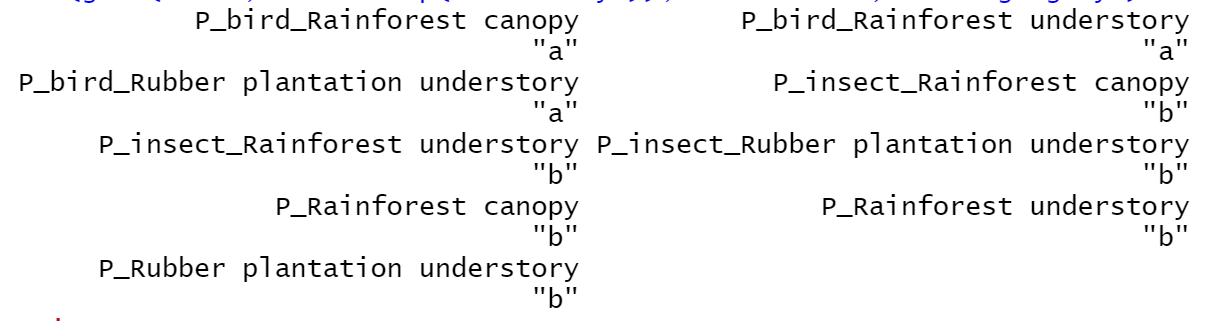 P_bird_Rainforest canopy P_bird_Rainforest understory
"a" "a"
P_bird_Rubber plantation understory P_insect_Rainforest canopy
"a" "b"
P_insect_Rainforest understory P_insect_Rubber plantation understory
"b" "b"
P_Rainforest canopy P_Rainforest understory
"b" "b"
P_Rubber plantation understory
"b"